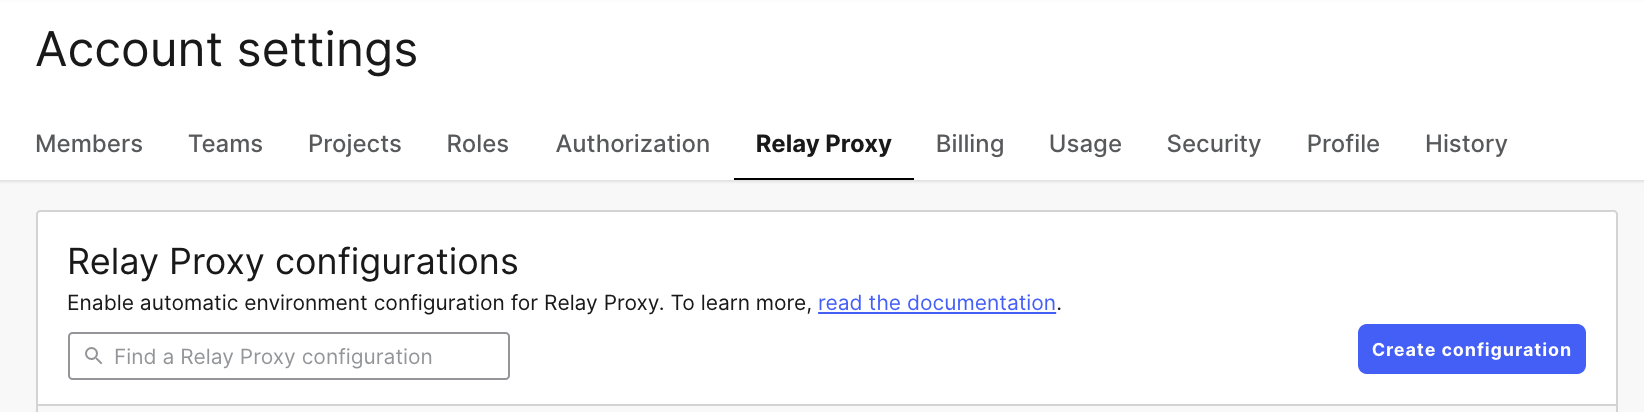 Account settings
Members Teams Projects Roles Authorization Relay Proxy Billing Usage Security Profile History
Relay Proxy configurations
Enable automatic environment configuration for Relay Proxy. To learn more, read the documentation.
Find a Relay Proxy configuration
Create configuration